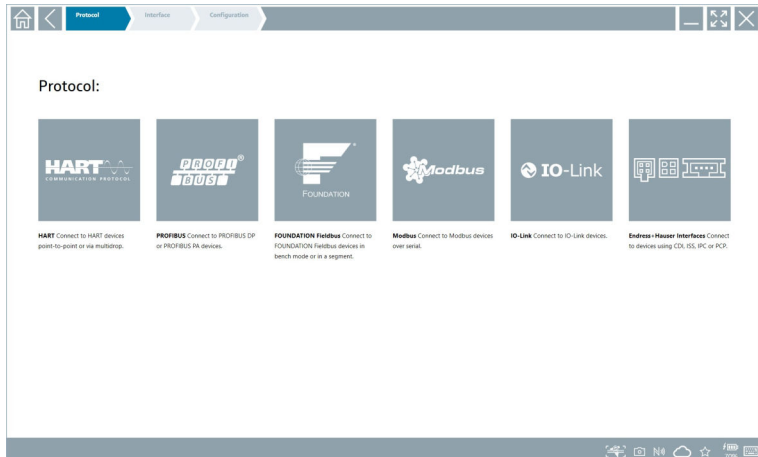 Protocol
Interface
Configuration
Protocol:
HART
COMMUNICATION PROTOCOL
PROFI
BUS
FOUNDATION
Modbus
IO-Link
HART Connect to HART devices
point-to-point or via multidrop.
PROFIBUS Connect to PROFIBUS DP
or PROFIBUS PA devices.
FOUNDATION Fieldbus Connect to
FOUNDATION Fieldbus devices in
bench mode or in a segment.
Modbus Connect to Modbus devices
over serial.
IO-Link Connect to IO-Link devices.
Endress+Hauser Interfaces Connect
to devices using CDI, ISS, IPC or PCP.